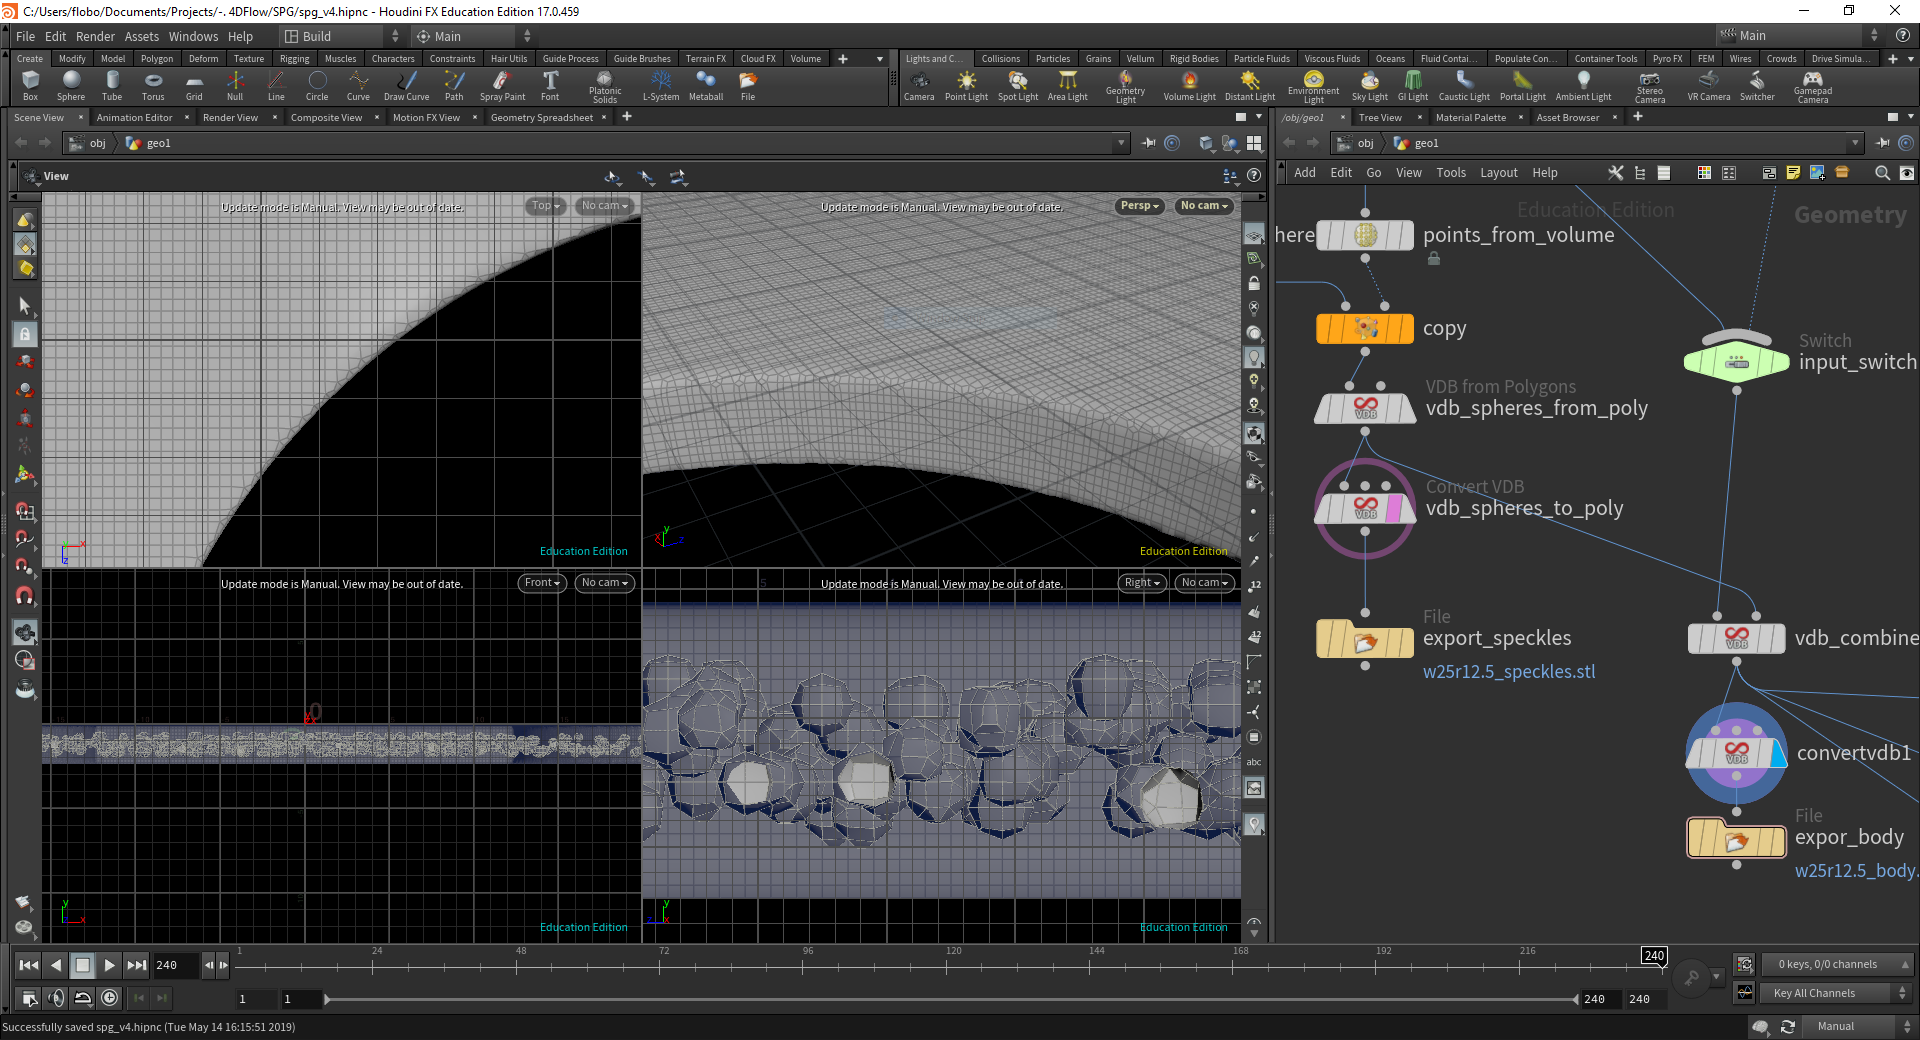 C:/Users/flobo/Documents/Projects/-. 4DFlow/SPG/spg_v4.hipnc - Houdini FX Education Edition 17.0.459
File Edit Render Assets Windows Help Build Main Main
Create Modify Model Polygon Deform Texture Rigging Muscles Characters Constraints Hair Utils Guide Process Guide Brushes Terrain FX Cloud FX Volume
Lights and C... Collisions Particles Grains Vellum Rigid Bodies Particle Fluids Viscous Fluids Oceans Fluid Contai... Populate Con... Container Tools Pyro FX FEM Wires Crowds Drive Simula...
Box Sphere Tube Torus Grid Null Line Circle Curve Draw Curve Path Spray Paint Font Platonic Solids L-System Metaball File
Camera Point Light Spot Light Area Light Geometry Light Volume Light Distant Light Environment Light Sky Light GI Light Caustic Light Portal Light Ambient Light Stereo Camera VR Camera Switcher Gamepad Camera
Scene View Animation Editor Render View Composite View Motion FX View Geometry Spreadsheet
/obj/geo1 Tree View Material Palette Asset Browser
obj geo1
obj geo1
View
Add Edit Go View Tools Layout Help
Update mode is Manual. View may be out of date. Top No cam
Update mode is Manual. View may be out of date. Persp No cam
Education Edition
Education Edition
Update mode is Manual. View may be out of date. Front No cam
Update mode is Manual. View may be out of date. Right No cam
Education Edition
Education Edition
abc
Education Edition
Geometry
here
points_from_volume
copy
Switch
input_switch
VDB from Polygons
vdb_spheres_from_poly
Convert VDB
vdb_spheres_to_poly
File
export_speckles
w25r12.5_speckles.stl
vdb_combine
convertvdb1
File
expor_body
w25r12.5_body.
1 24 48 72 96 120 144 168 192 216 240
240
0 keys, 0/0 channels
1 1 240 240
Key All Channels
Successfully saved spg_v4.hipnc (Tue May 14 16:15:51 2019)
Manual